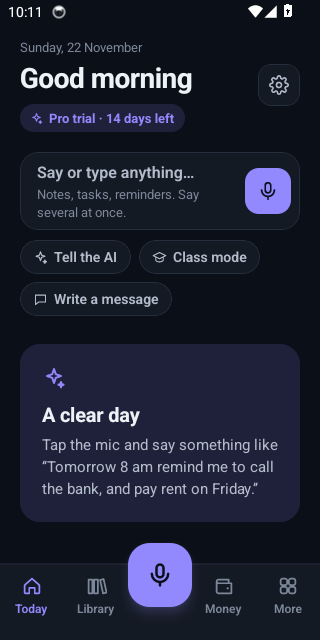 10:11
Sunday, 22 November
Good morning
Pro trial · 14 days left
Say or type anything...
Notes, tasks, reminders. Say
several at once.
Tell the AI
Class mode
Write a message
A clear day
Tap the mic and say something like
“Tomorrow 8 am remind me to call
the bank, and pay rent on Friday.”
Today
Library
Money
More